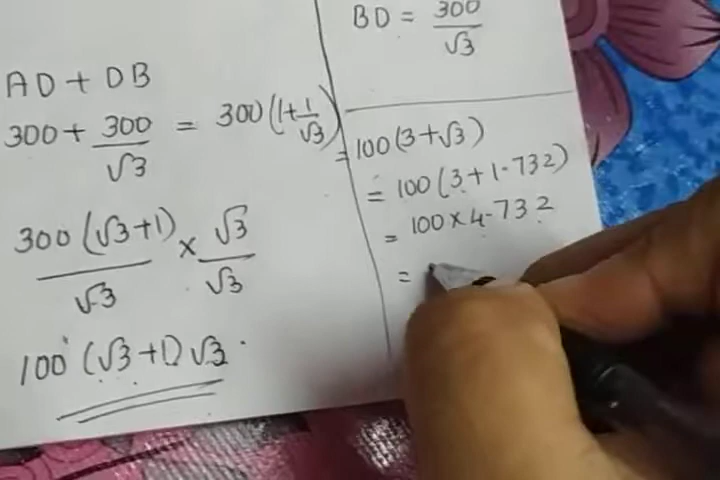 AD + DB
300 + 300/√3 = 300(1+1/√3)
300(√3+1)/√3 × √3/√3
100(√3+1)√3
BD = 300/√3
= 100(3+√3)
= 100(3+1.732)
= 100×4.732
=